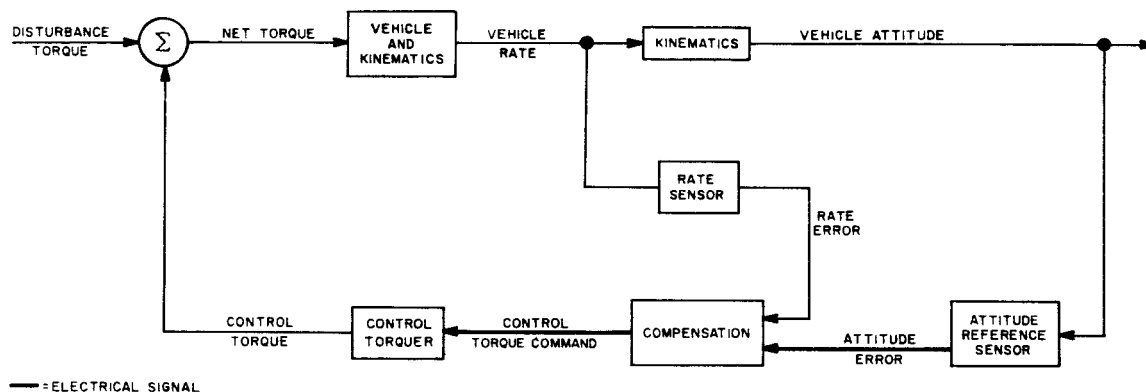 DISTURBANCE
TORQUE
Σ
NET TORQUE
VEHICLE
AND
KINEMATICS
VEHICLE
RATE
KINEMATICS
VEHICLE ATTITUDE
RATE
SENSOR
RATE
ERROR
CONTROL
TORQUE
CONTROL
TORQUER
CONTROL
TORQUE COMMAND
COMPENSATION
ATTITUDE
ERROR
ATTITUDE
REFERENCE
SENSOR
=ELECTRICAL SIGNAL